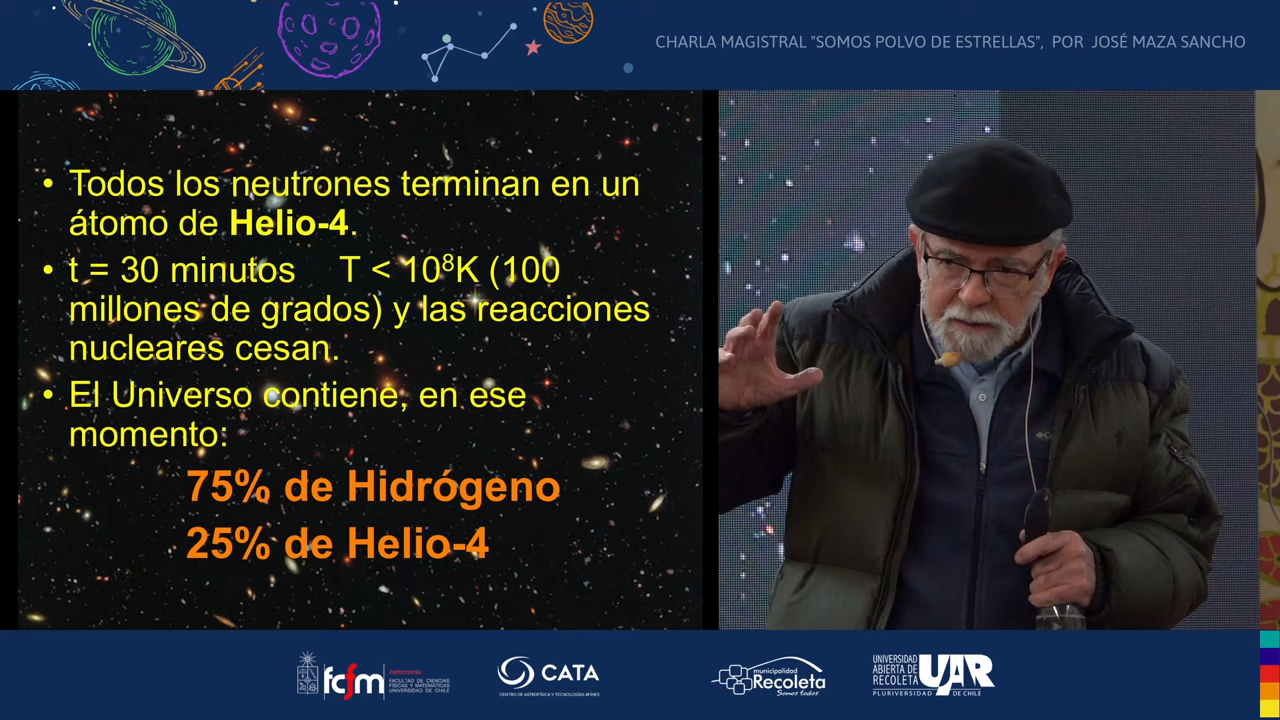 CHARLA MAGISTRAL "SOMOS POLVO DE ESTRELLAS", POR JOSÉ MAZA SANCHO
• Todos los neutrones terminan en un
átomo de Helio-4.
• t = 30 minutos T < 10⁸K (100
millones de grados) y las reacciones
nucleares cesan.
• El Universo contiene, en ese
momento:
75% de Hidrógeno
25% de Helio-4
fcfm
Astronomía
FACULTAD DE CIENCIAS
FÍSICAS Y MATEMÁTICAS
UNIVERSIDAD DE CHILE
CATA
CENTRO DE ASTROFÍSICA Y TECNOLOGÍAS AFINES
municipalidad
Recoleta
Somos todos
UNIVERSIDAD
ABIERTA DE
RECOLETA
UAR
PLURIVERSIDAD DE CHILE